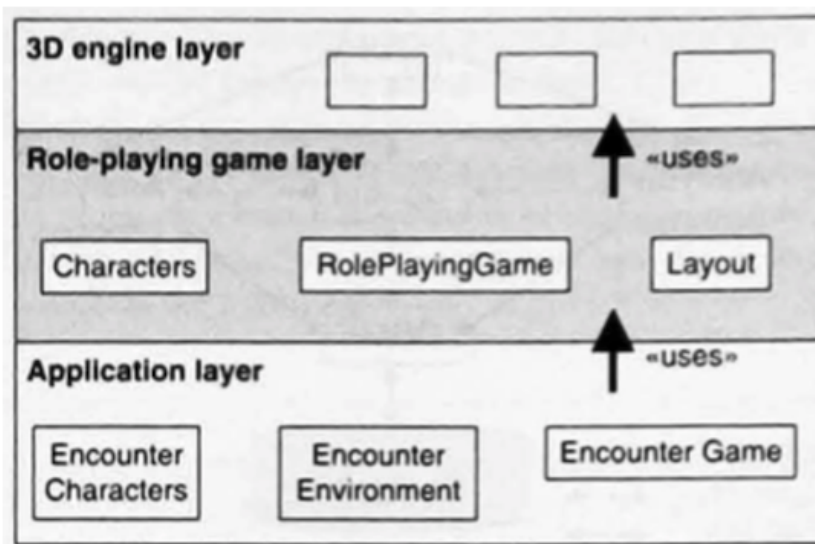 3D engine layer
Role-playing game layer
«uses»
Characters
RolePlayingGame
Layout
Application layer
«uses»
Encounter
Characters
Encounter
Environment
Encounter Game